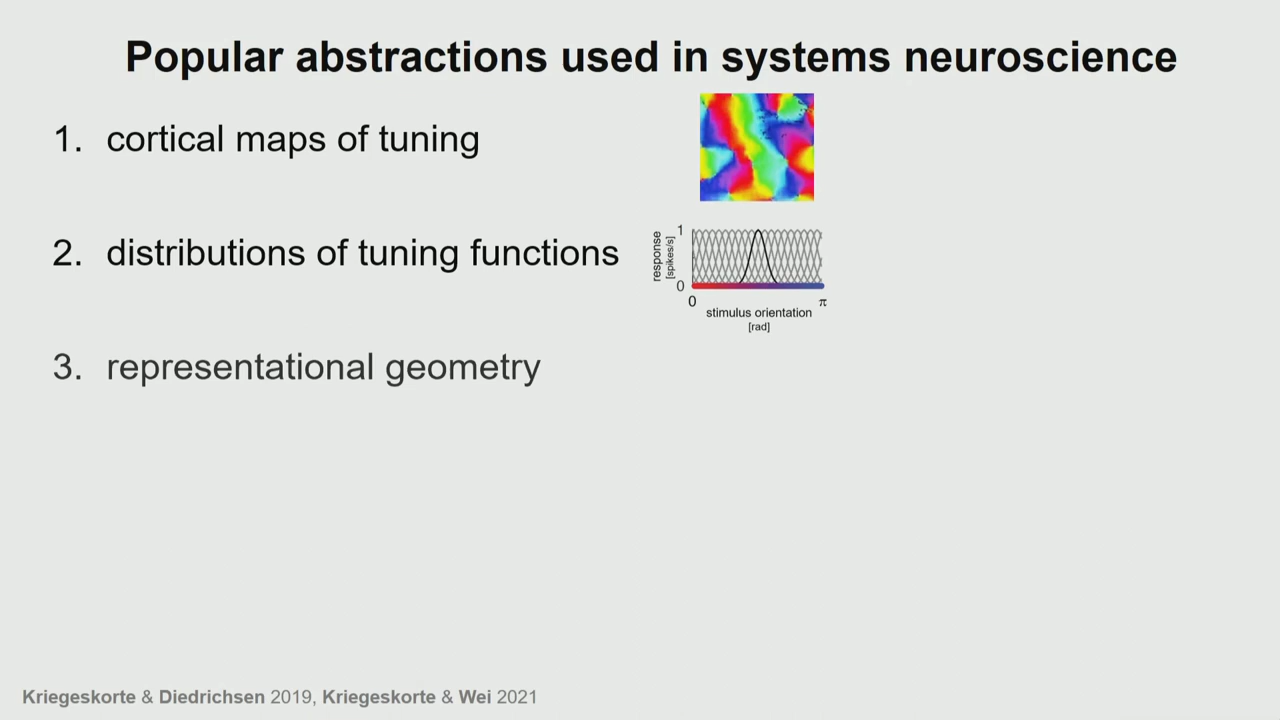 Popular abstractions used in systems neuroscience
1. cortical maps of tuning
2. distributions of tuning functions
response
[spikes/s]
1
0
0
π
stimulus orientation
[rad]
3. representational geometry
Kriegeskorte & Diedrichsen 2019, Kriegeskorte & Wei 2021